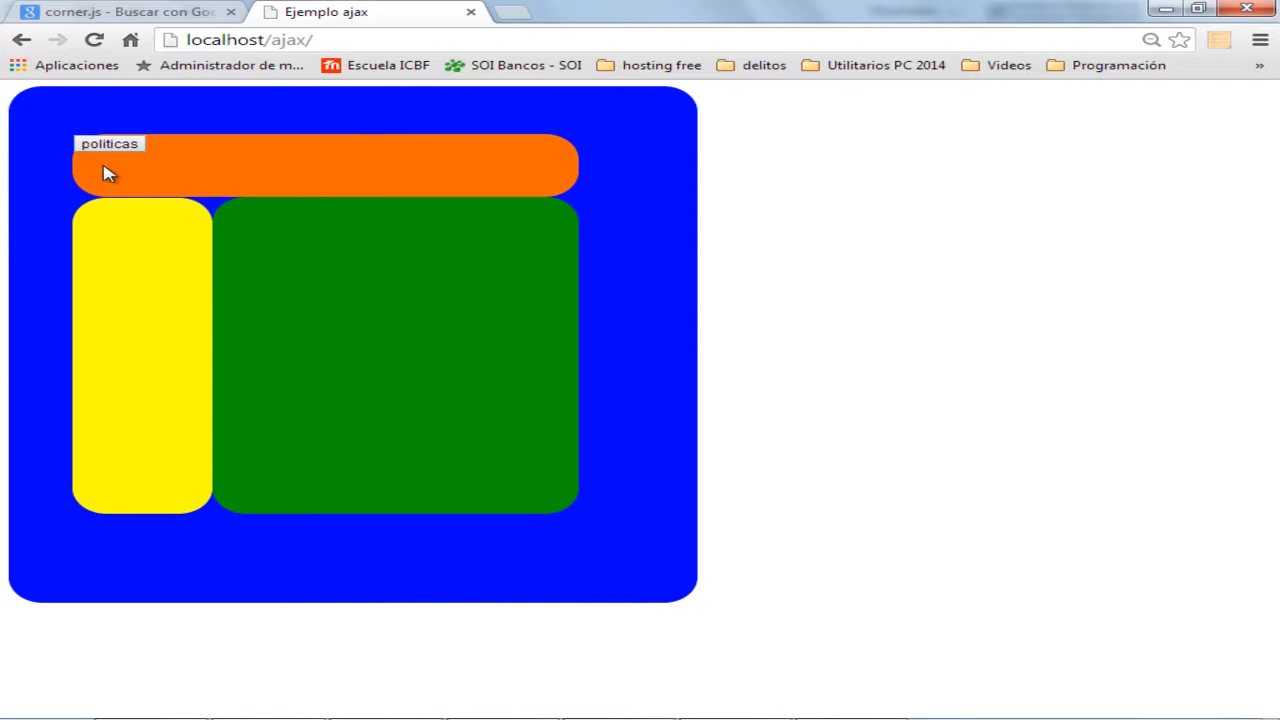 corner.js - Buscar con Goo
Ejemplo ajax
localhost/ajax/
Aplicaciones
Administrador de m...
Escuela ICBF
SOI Bancos - SOI
hosting free
delitos
Utilitarios PC 2014
Videos
Programación
»
politicas